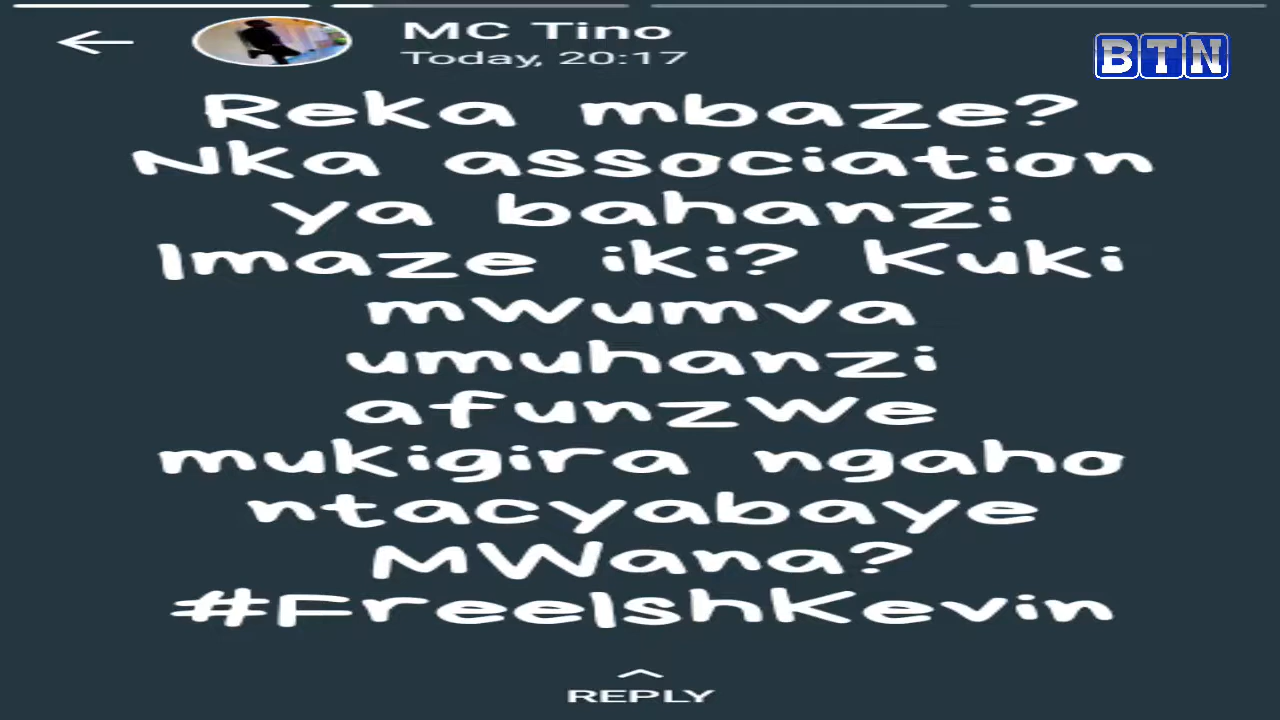 MC Tino
Today, 20:17
BTN
Reka mbaze?
Nka association
ya bahanzi
Imaze iki? Kuki
mwumva
umuhanzi
afunzwe
mukigira ngaho
ntacyabaye
MWana?
#FreeIshKevin
REPLY